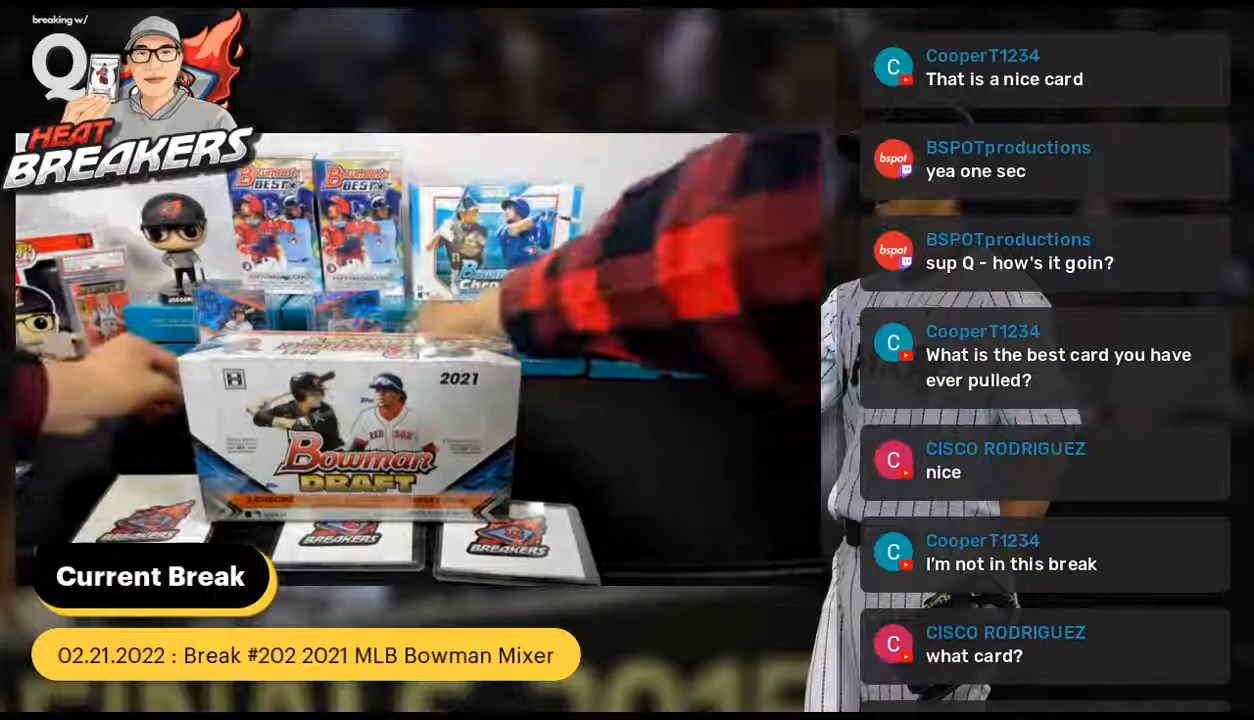 breaking w/
Q
HEAT
BREAKERS
Bowman's
BEST
Bowman's
BEST
2021
Bowman
DRAFT
BREAKERS
BREAKERS
BREAKERS
Current Break
02.21.2022 : Break #202 2021 MLB Bowman Mixer
C
CooperT1234
That is a nice card
bspot
BSPOTproductions
yea one sec
bspot
BSPOTproductions
sup Q - how's it goin?
C
CooperT1234
What is the best card you have
ever pulled?
C
CISCO RODRIGUEZ
nice
C
CooperT1234
I'm not in this break
C
CISCO RODRIGUEZ
what card?